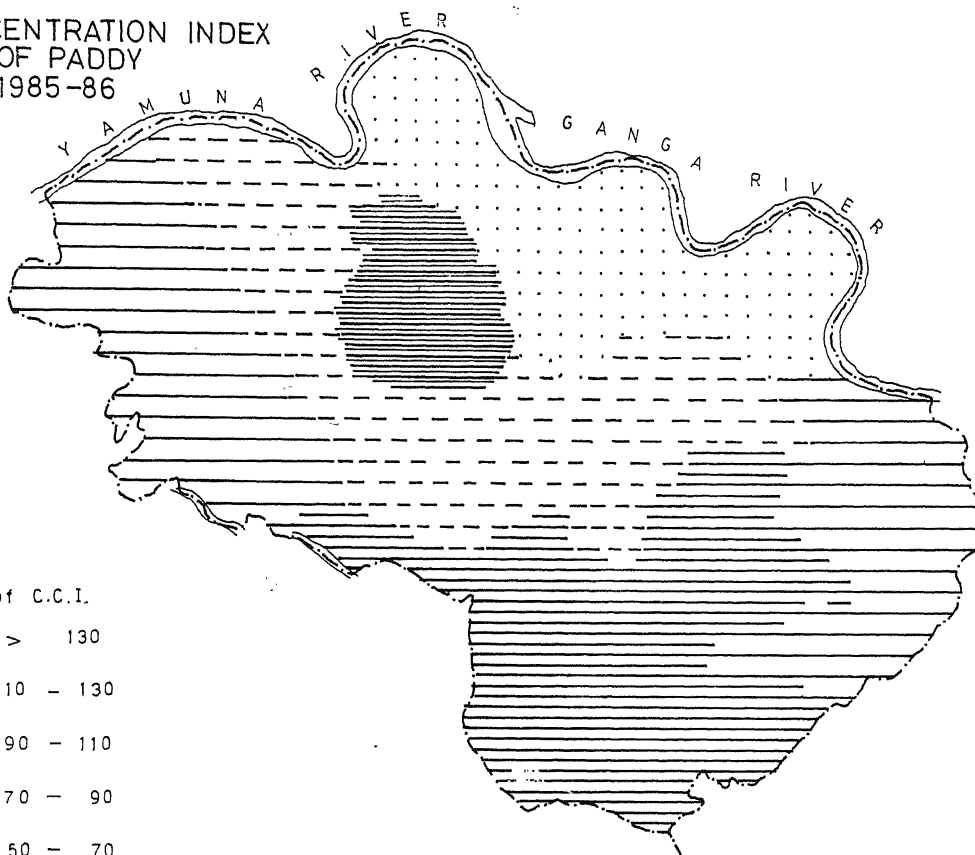 CENTRATION INDEX
OF PADDY
1985-86
YAMUNA RIVER
GANGA RIVER
of C.C.I.
> 130
10 - 130
90 - 110
70 - 90
50 - 70